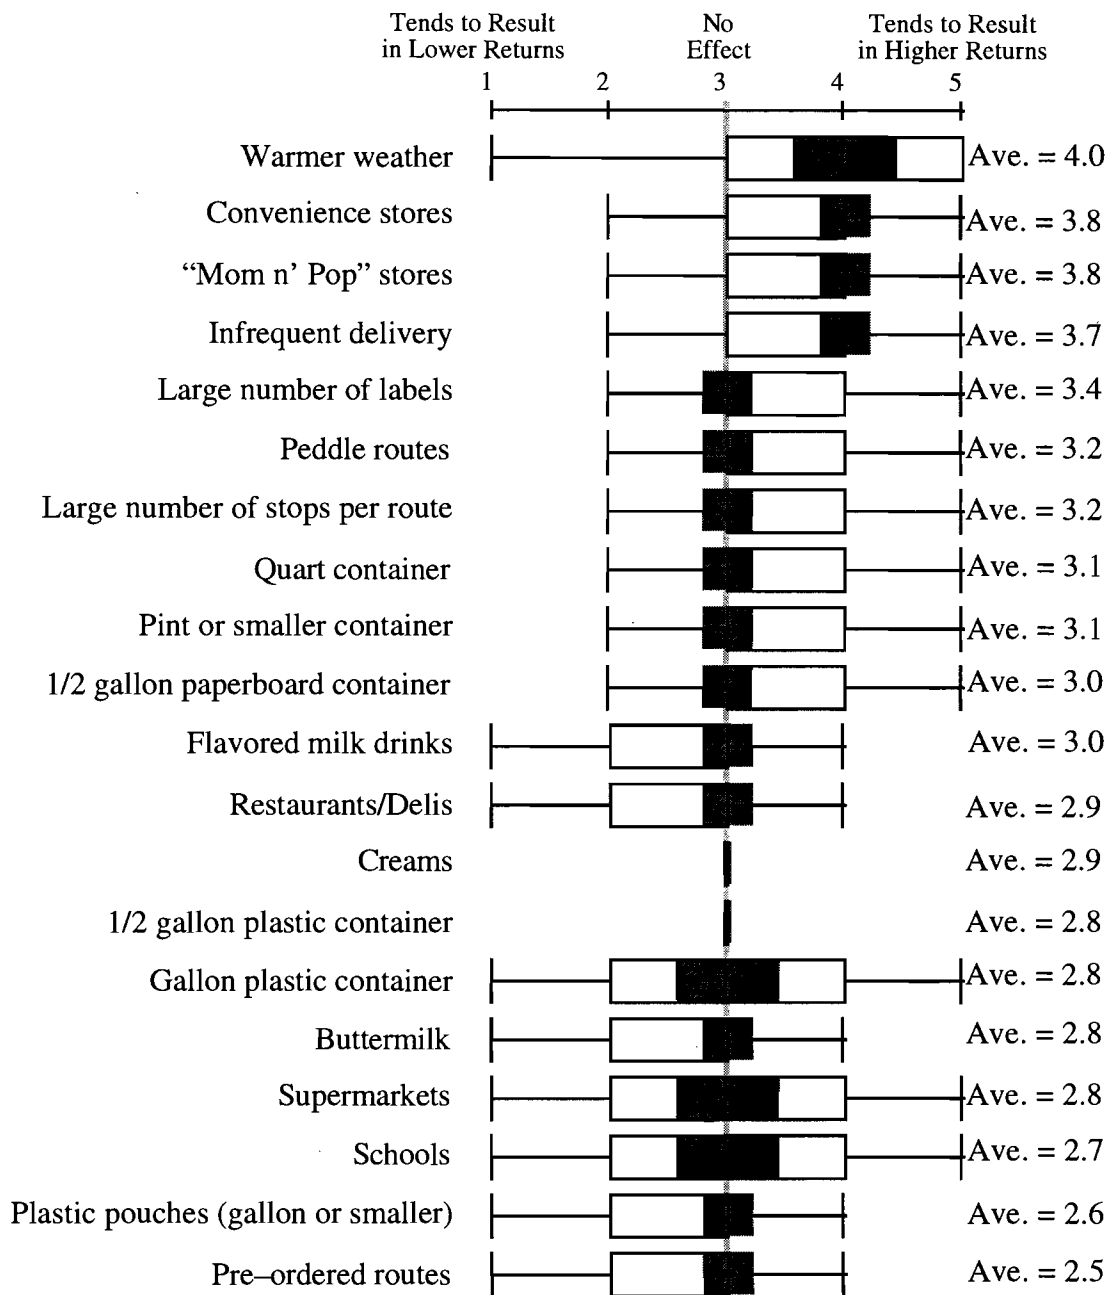 Tends to Result
in Lower Returns
No
Effect
Tends to Result
in Higher Returns
1 2 3 4 5
Warmer weather Ave. = 4.0
Convenience stores Ave. = 3.8
“Mom n’ Pop” stores Ave. = 3.8
Infrequent delivery Ave. = 3.7
Large number of labels Ave. = 3.4
Peddle routes Ave. = 3.2
Large number of stops per route Ave. = 3.2
Quart container Ave. = 3.1
Pint or smaller container Ave. = 3.1
1/2 gallon paperboard container Ave. = 3.0
Flavored milk drinks Ave. = 3.0
Restaurants/Delis Ave. = 2.9
Creams Ave. = 2.9
1/2 gallon plastic container Ave. = 2.8
Gallon plastic container Ave. = 2.8
Buttermilk Ave. = 2.8
Supermarkets Ave. = 2.8
Schools Ave. = 2.7
Plastic pouches (gallon or smaller) Ave. = 2.6
Pre–ordered routes Ave. = 2.5